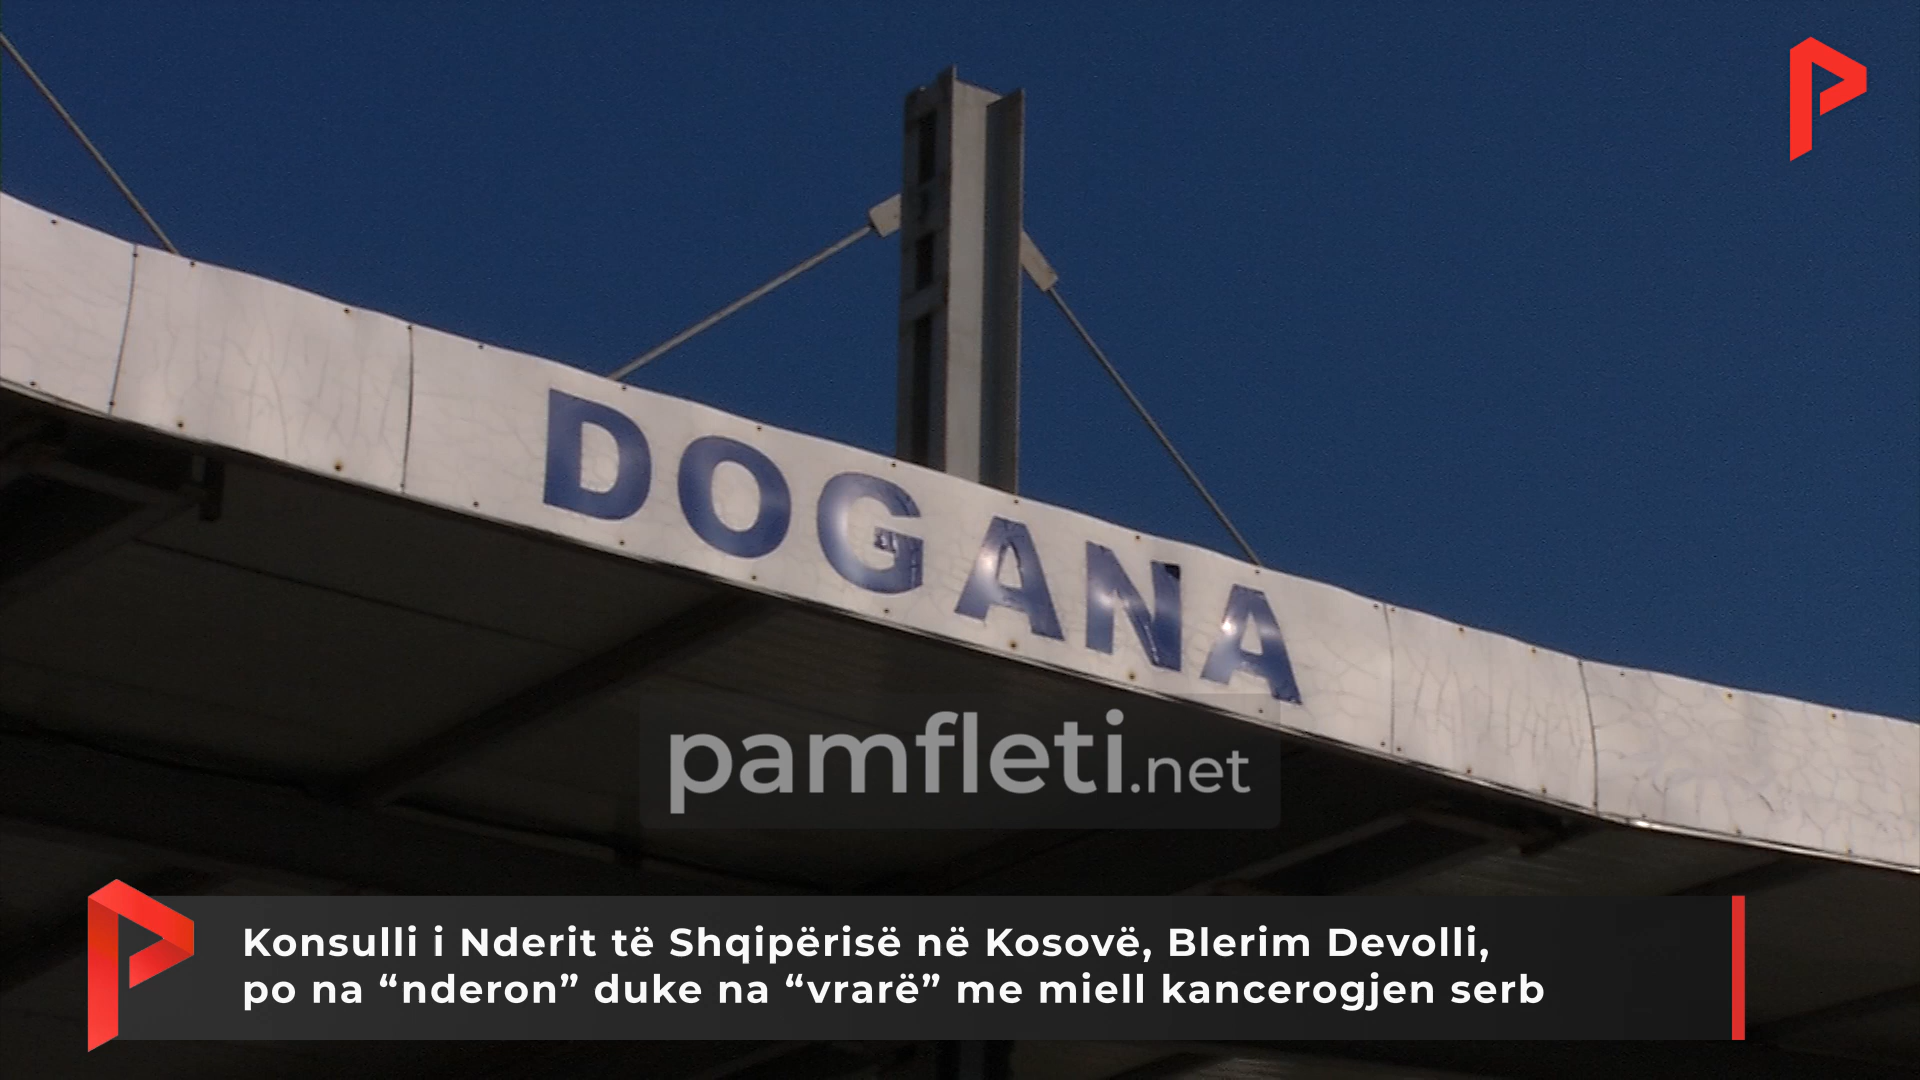 DOGANA
pamfleti.net
Konsulli i Nderit të Shqipërisë në Kosovë, Blerim Devolli,
po na “nderon” duke na “vrarë” me miell kancerogjen serb